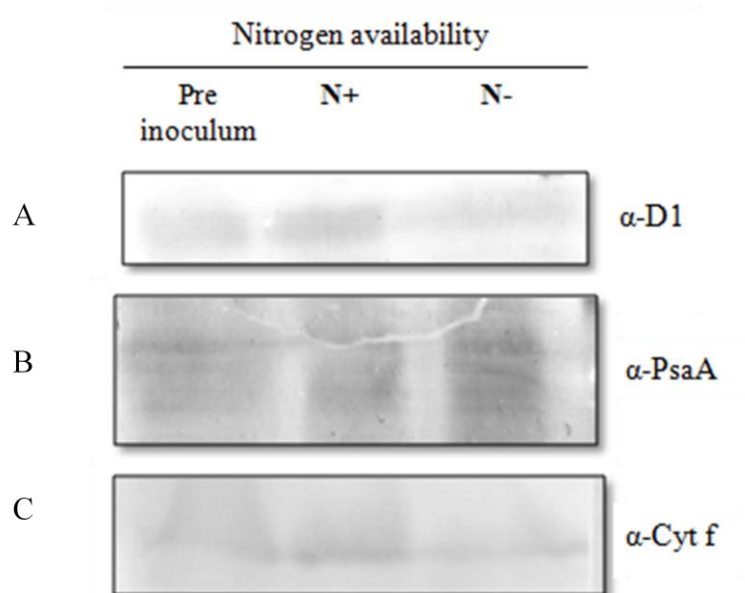 Nitrogen availability
Pre inoculum
N+
N-
A
α-D1
B
α-PsaA
C
α-Cyt f